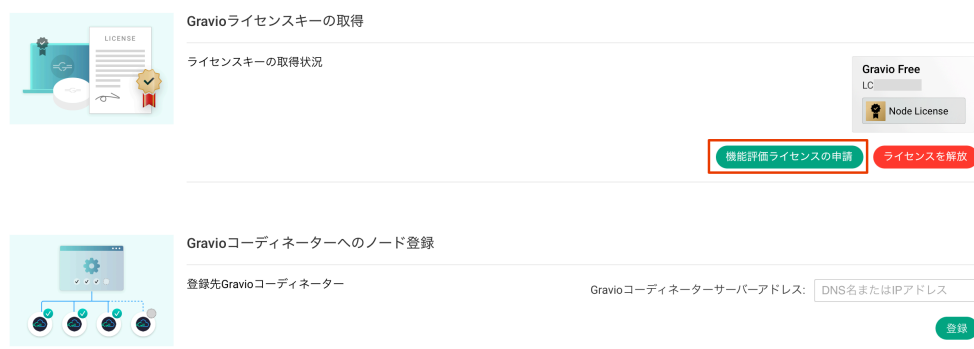 LICENSE
Gravioライセンスキーの取得
ライセンスキーの取得状況
Gravio Free
LC
Node License
機能評価ライセンスの申請
ライセンスを解放
Gravioコーディネーターへのノード登録
登録先Gravioコーディネーター
Gravioコーディネーターサーバーアドレス:
DNS名またはIPアドレス
登録